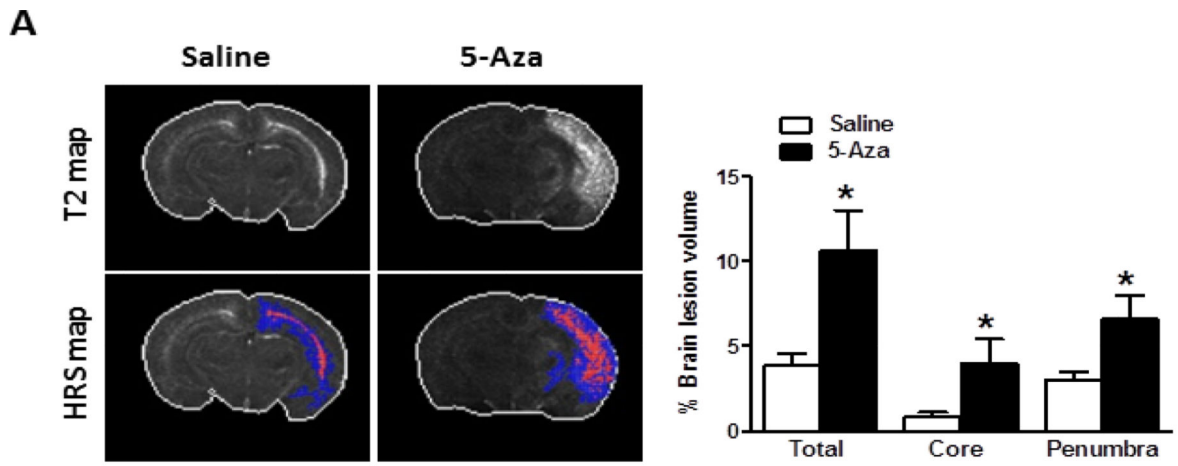 A
Saline
5-Aza
T2 map
HRS map
Saline
5-Aza
% Brain lesion volume
15
10
5
0
*
*
*
Total
Core
Penumbra